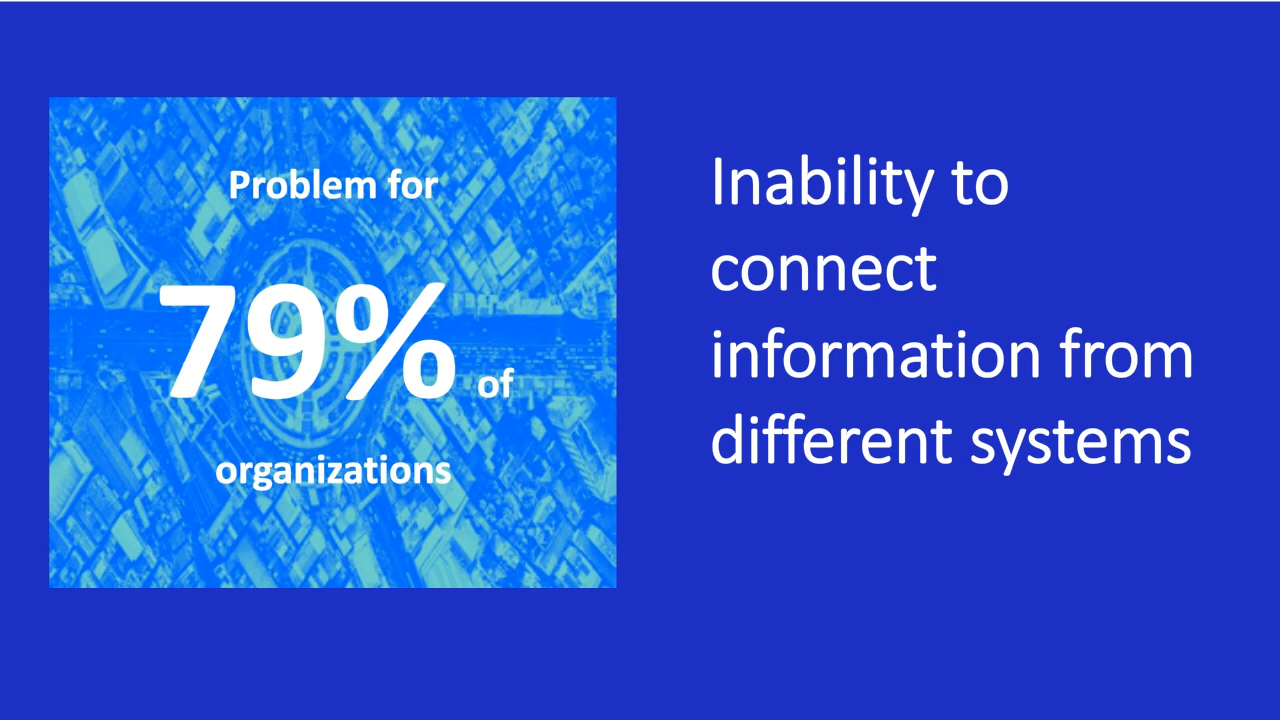 Problem for
79% of
organizations
Inability to
connect
information from
different systems